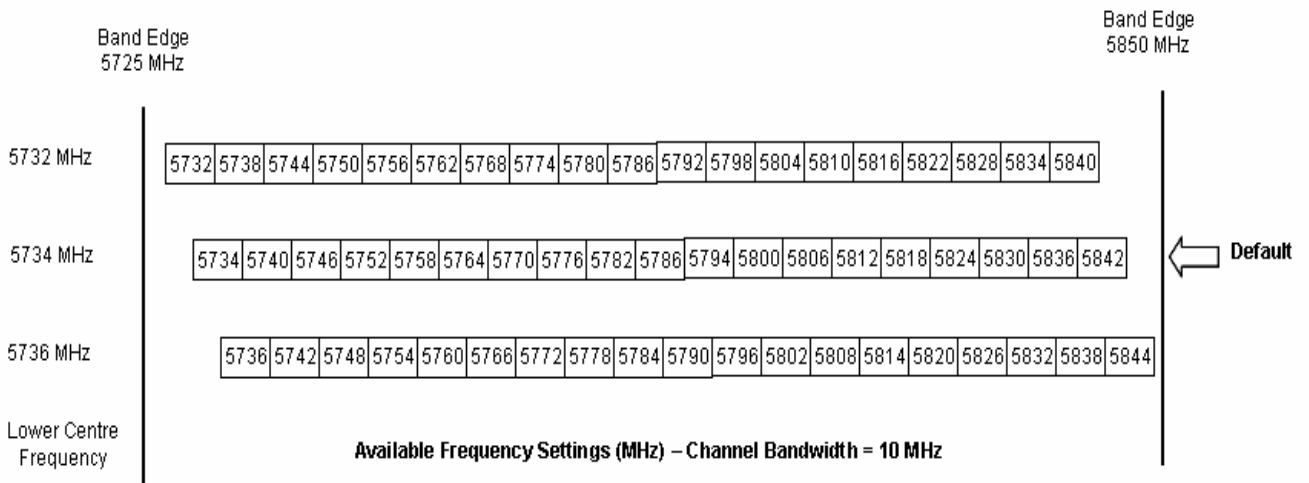 Band Edge
5725 MHz
Band Edge
5850 MHz
5732 MHz
5732 5738 5744 5750 5756 5762 5768 5774 5780 5786 5792 5798 5804 5810 5816 5822 5828 5834 5840
5734 MHz
5734 5740 5746 5752 5758 5764 5770 5776 5782 5786 5794 5800 5806 5812 5818 5824 5830 5836 5842
Default
5736 MHz
5736 5742 5748 5754 5760 5766 5772 5778 5784 5790 5796 5802 5808 5814 5820 5826 5832 5838 5844
Lower Centre
Frequency
Available Frequency Settings (MHz) – Channel Bandwidth = 10 MHz